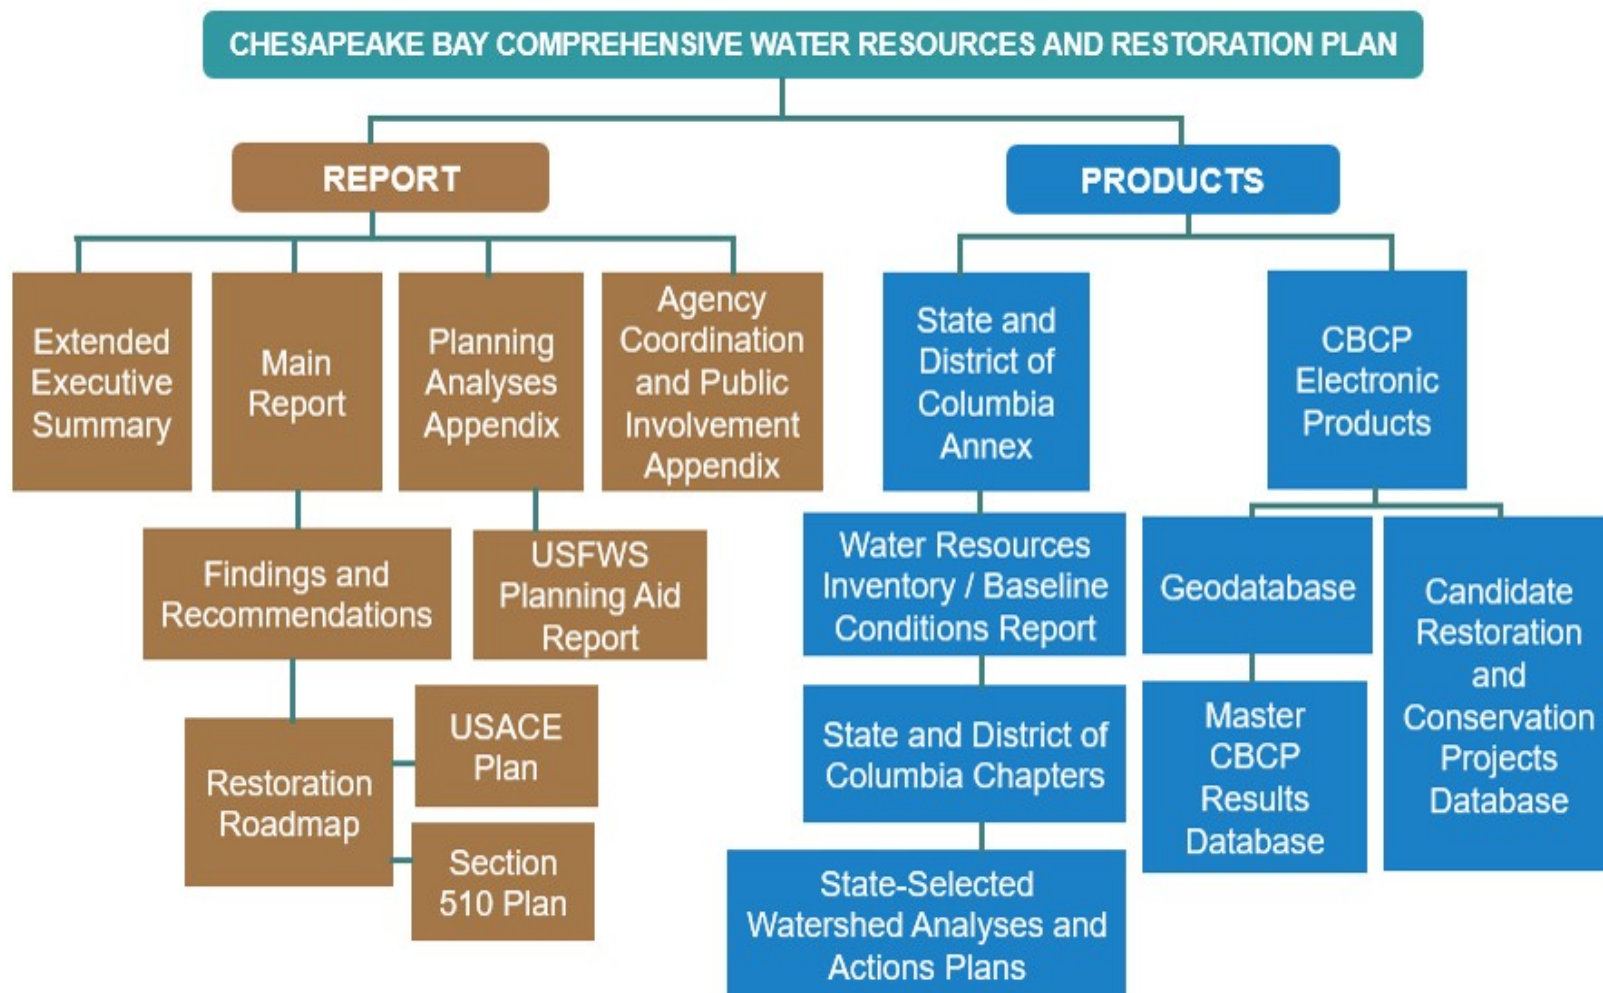 CHESAPEAKE BAY COMPREHENSIVE WATER RESOURCES AND RESTORATION PLAN
REPORT
PRODUCTS
Extended
Executive
Summary
Main
Report
Planning
Analyses
Appendix
Agency
Coordination
and Public
Involvement
Appendix
State and
District of
Columbia
Annex
CBCP
Electronic
Products
Findings and
Recommendations
USFWS
Planning Aid
Report
Water Resources
Inventory / Baseline
Conditions Report
Geodatabase
Candidate
Restoration
and
Conservation
Projects
Database
Restoration
Roadmap
USACE
Plan
Section
510 Plan
State and District of
Columbia Chapters
Master
CBCP
Results
Database
State-Selected
Watershed Analyses and
Actions Plans